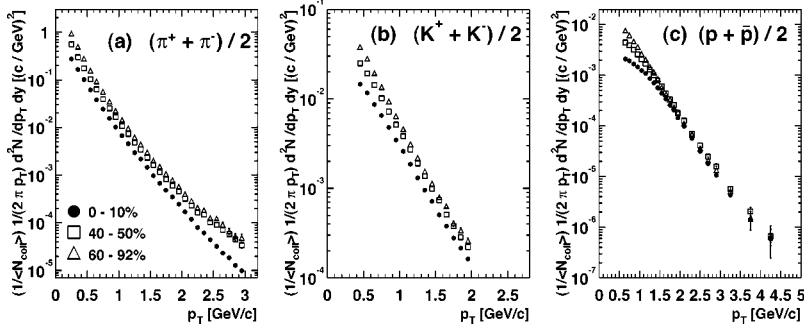 (1/<N_coll>) 1/(2 π p_T) d²N/dp_T dy [(c / GeV)²]
1
10⁻¹
10⁻²
10⁻³
10⁻⁴
10⁻⁵
(a) (π⁺ + π⁻) / 2
0 - 10%
40 - 50%
60 - 92%
0 0.5 1 1.5 2 2.5 3
p_T [GeV/c]
(1/<N_coll>) 1/(2 π p_T) d²N/dp_T dy [(c / GeV)²]
10⁻¹
10⁻²
10⁻³
10⁻⁴
(b) (K⁺ + K⁻) / 2
0 0.5 1 1.5 2 2.5
p_T [GeV/c]
(1/<N_coll>) 1/(2 π p_T) d²N/dp_T dy [(c / GeV)²]
10⁻²
10⁻³
10⁻⁴
10⁻⁵
10⁻⁶
10⁻⁷
(c) (p + p̄) / 2
0 0.5 1 1.5 2 2.5 3 3.5 4 4.5 5
p_T [GeV/c]